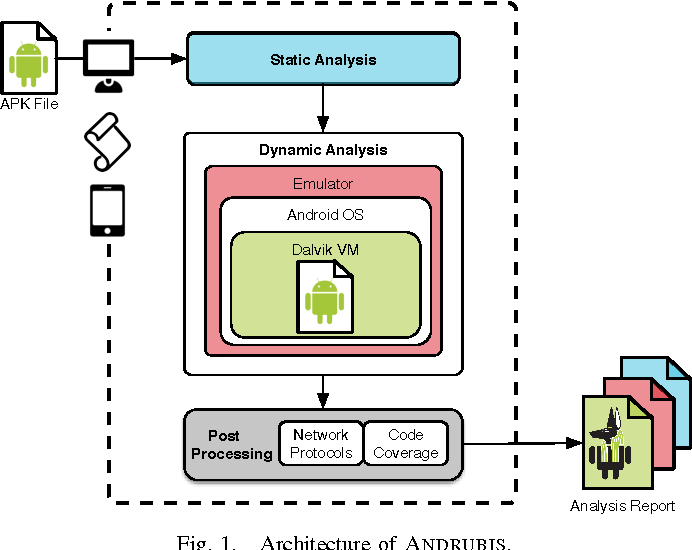 APK File
Static Analysis
Dynamic Analysis
Emulator
Android OS
Dalvik VM
Post
Processing
Network
Protocols
Code
Coverage
Analysis Report
Fig. 1. Architecture of ANDRUBIS.